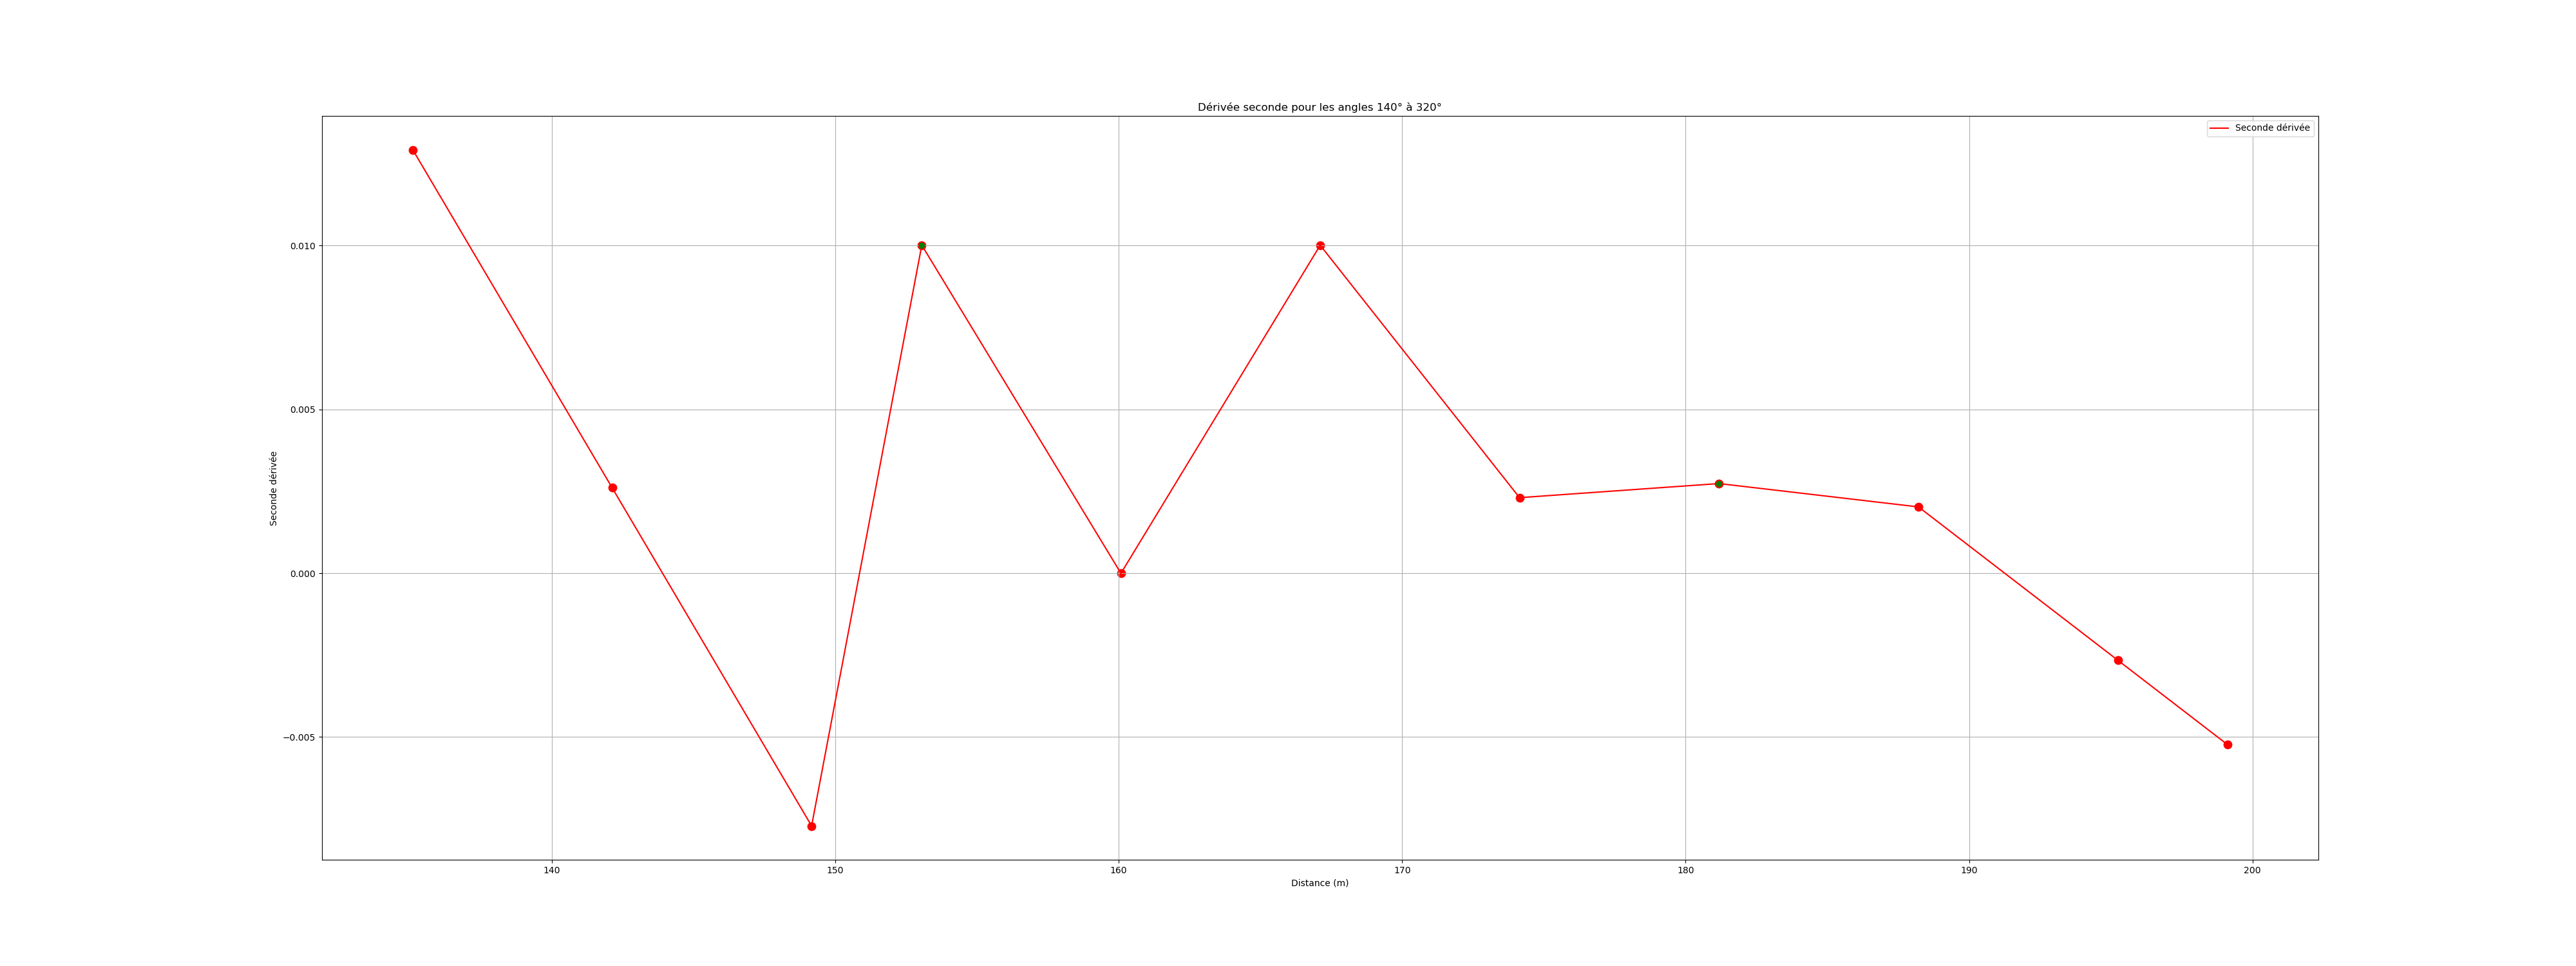 Dérivée seconde pour les angles 140° à 320°
Seconde dérivée
0.010
0.005
0.000
−0.005
Seconde dérivée
140 150 160 170 180 190 200
Distance (m)